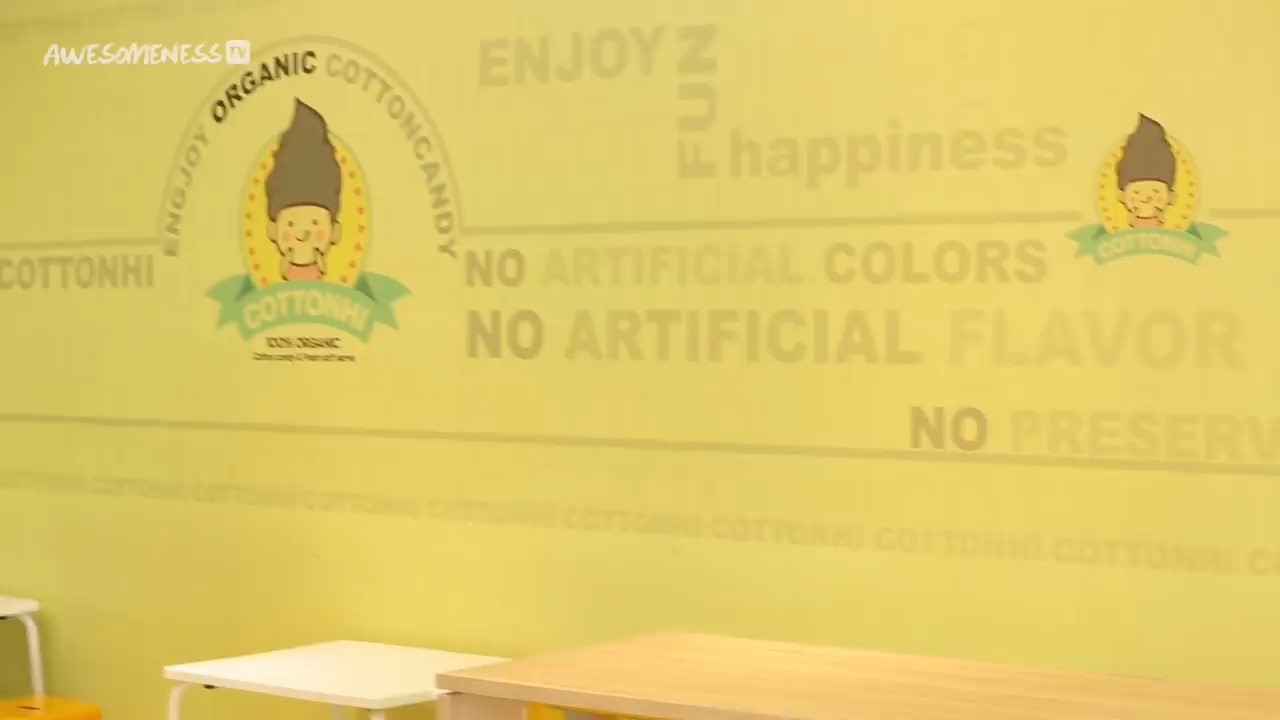 AWESOMENESS TV
ENJOY ORGANIC COTTONCANDY
ENJOY FUN
happiness
COTTONHI
COTTONHI
100% ORGANIC
COTTONHI
NO ARTIFICIAL COLORS
NO ARTIFICIAL FLAVOR
NO PRESERV
COTTONHI COTTONHI COTTONHI COTTONHI COTTONHI COTTONHI COTTONHI COTTONHI